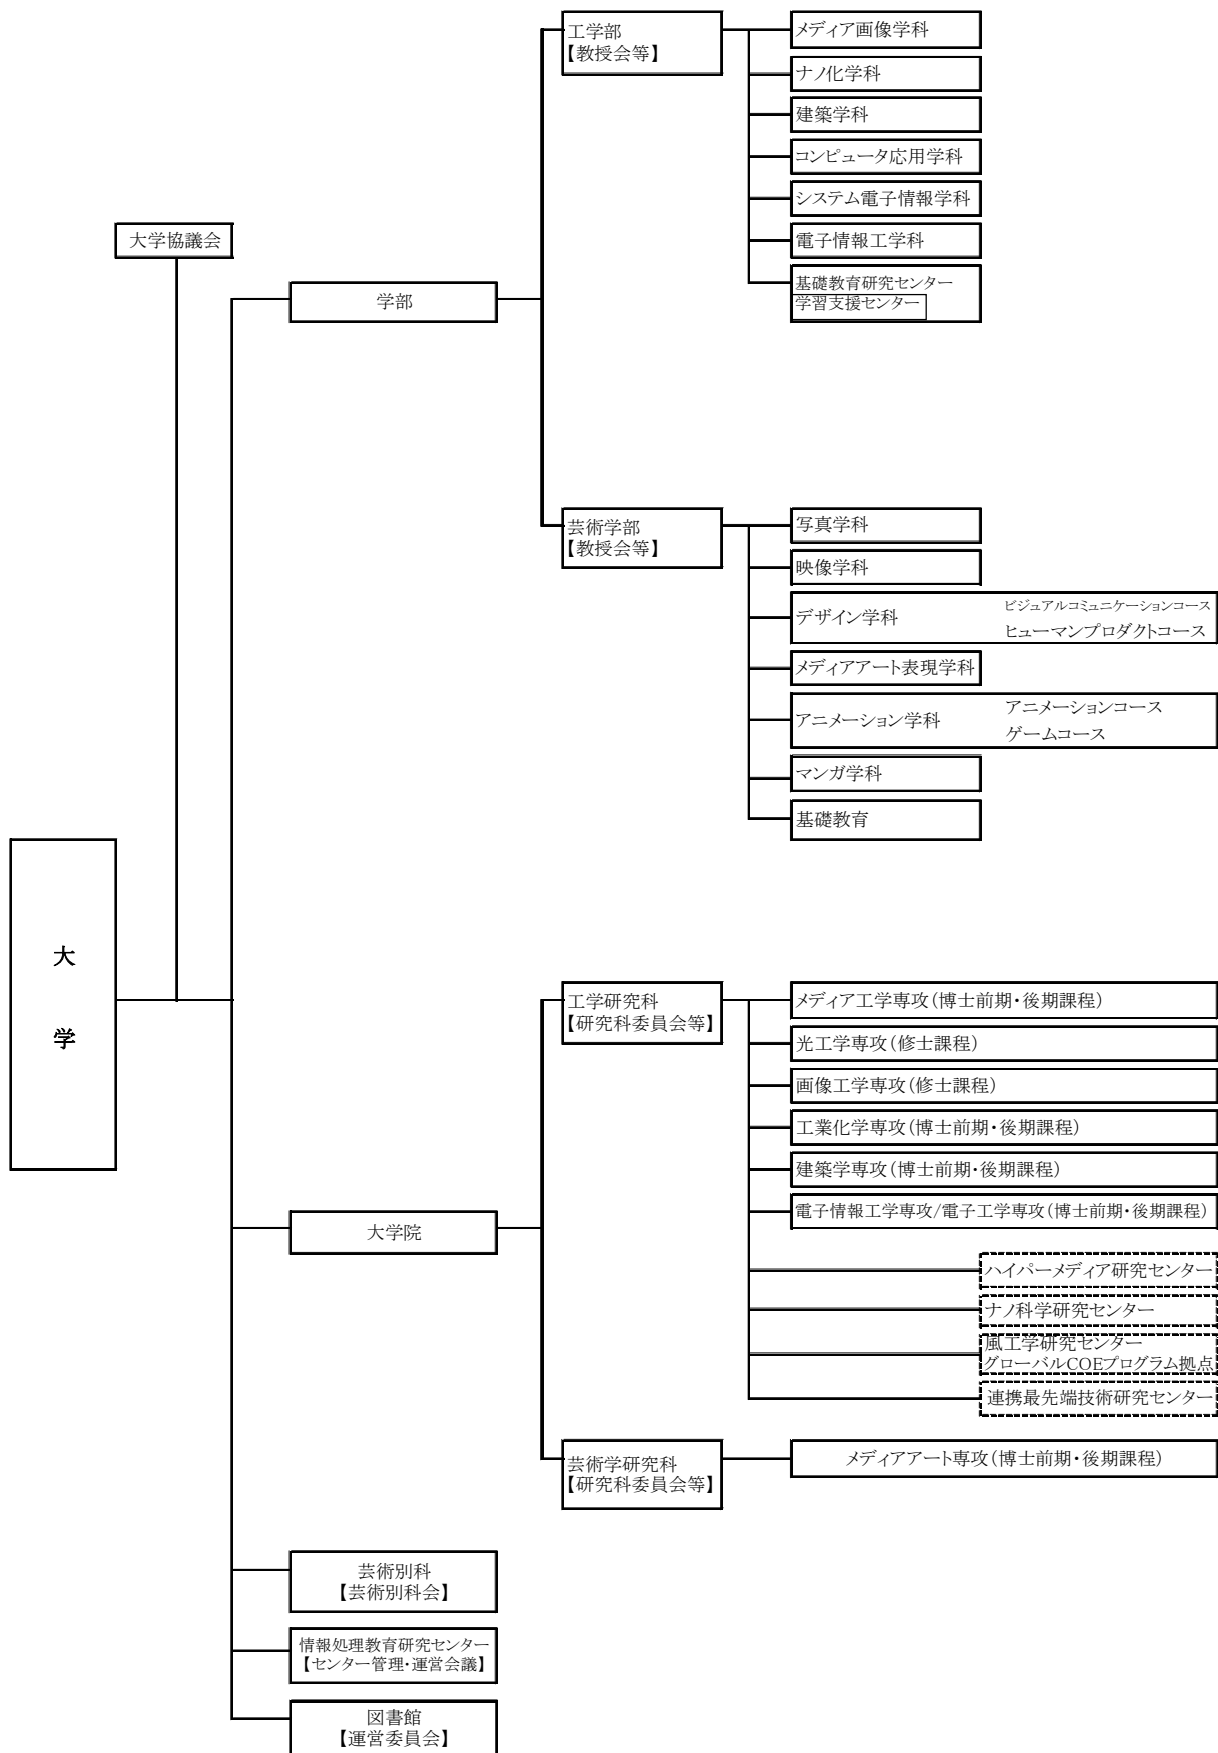 工学部
【教授会等】
メディア画像学科
ナノ化学科
建築学科
コンピュータ応用学科
システム電子情報学科
電子情報工学科
基礎教育研究センター
学習支援センター
大学協議会
学部
芸術学部
【教授会等】
写真学科
映像学科
デザイン学科
ビジュアルコミュニケーションコース
ヒューマンプロダクトコース
メディアアート表現学科
アニメーション学科
アニメーションコース
ゲームコース
マンガ学科
基礎教育
大
学
工学研究科
【研究科委員会等】
メディア工学専攻(博士前期・後期課程)
光工学専攻(修士課程)
画像工学専攻(修士課程)
工業化学専攻(博士前期・後期課程)
建築学専攻(博士前期・後期課程)
電子情報工学専攻/電子工学専攻(博士前期・後期課程)
大学院
ハイパーメディア研究センター
ナノ科学研究センター
風工学研究センター
グローバルCOEプログラム拠点
連携最先端技術研究センター
芸術学研究科
【研究科委員会等】
メディアアート専攻(博士前期・後期課程)
芸術別科
【芸術別科会】
情報処理教育研究センター
【センター管理・運営会議】
図書館
【運営委員会】